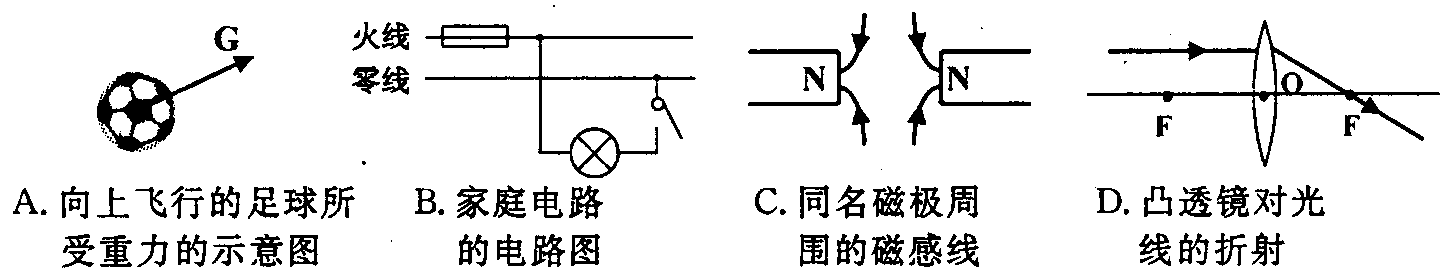 G
火线
零线
N
N
O
F
F
A. 向上飞行的足球所
受重力的示意图
B. 家庭电路
的电路图
C. 同名磁极周
围的磁感线
D. 凸透镜对光
线的折射